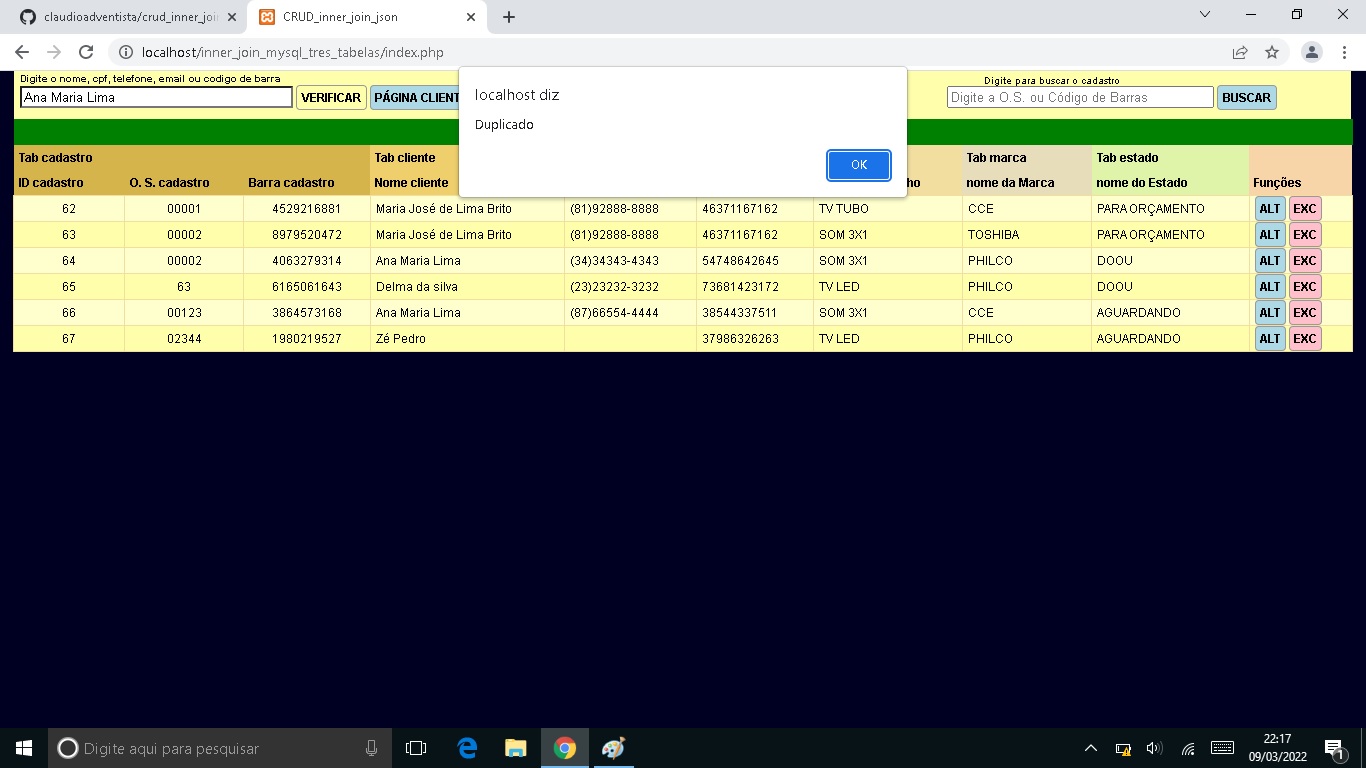 claudioadventista/crud_inner_joi
CRUD_inner_join_json
localhost/inner_join_mysql_tres_tabelas/index.php
Digite o nome, cpf, telefone, email ou codigo de barra
Ana Maria Lima VERIFICAR PÁGINA CLIENT
localhost diz
Duplicado
OK
Digite para buscar o cadastro
Digite a O.S. ou Código de Barras BUSCAR
Tab cadastro Tab cliente Tab marca Tab estado
ID cadastro O. S. cadastro Barra cadastro Nome cliente ho nome da Marca nome do Estado Funções
62 00001 4529216881 Maria José de Lima Brito (81)92888-8888 46371167162 TV TUBO CCE PARA ORÇAMENTO ALT EXC
63 00002 8979520472 Maria José de Lima Brito (81)92888-8888 46371167162 SOM 3X1 TOSHIBA PARA ORÇAMENTO ALT EXC
64 00002 4063279314 Ana Maria Lima (34)34343-4343 54748642645 SOM 3X1 PHILCO DOOU ALT EXC
65 63 6165061643 Delma da silva (23)23232-3232 73681423172 TV LED PHILCO DOOU ALT EXC
66 00123 3864573168 Ana Maria Lima (87)66554-4444 38544337511 SOM 3X1 CCE AGUARDANDO ALT EXC
67 02344 1980219527 Zé Pedro 37986326263 TV LED PHILCO AGUARDANDO ALT EXC
Digite aqui para pesquisar
22:17
09/03/2022
1